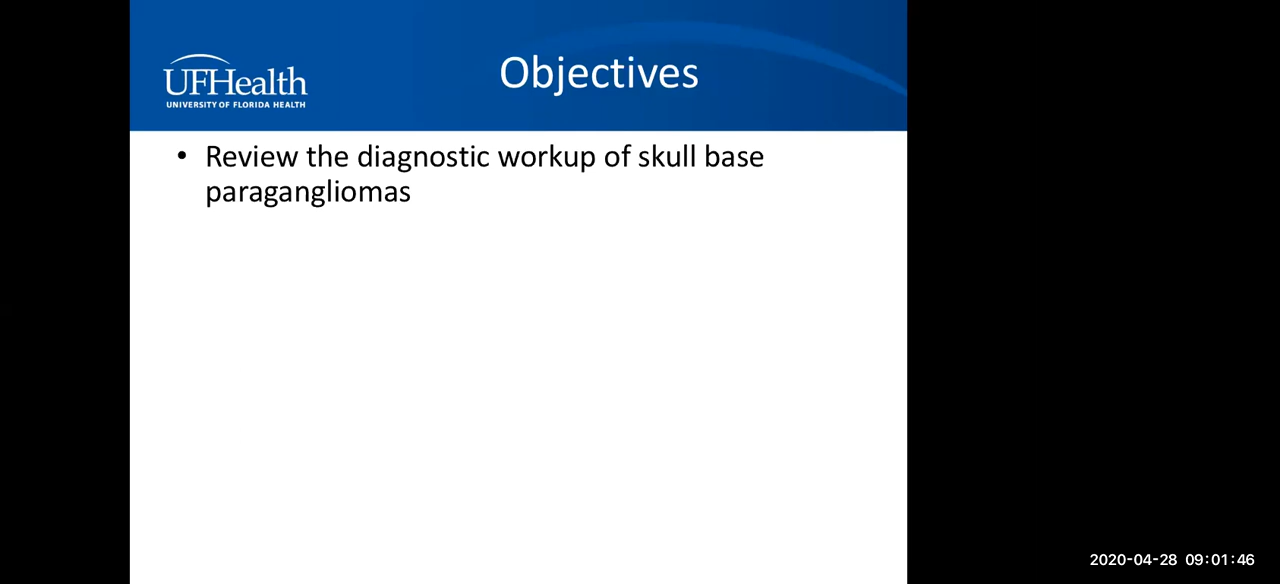 UFHealth
UNIVERSITY OF FLORIDA HEALTH
Objectives
• Review the diagnostic workup of skull base
paragangliomas
2020-04-28 09:01:46